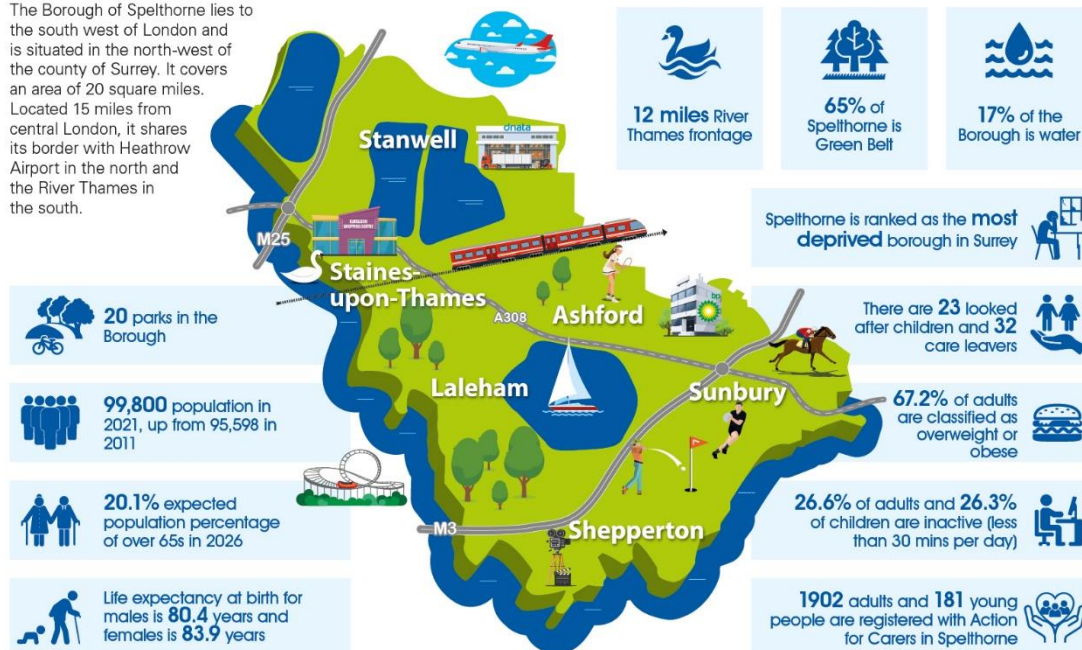 The Borough of Spelthorne lies to
the south west of London and
is situated in the north-west of
the county of Surrey. It covers
an area of 20 square miles.
Located 15 miles from
central London, it shares
its border with Heathrow
Airport in the north and
the River Thames in
the south.
12 miles River
Thames frontage
65% of
Spelthorne is
Green Belt
17% of the
Borough is water
Stanwell
dnata
M25
Staines-
upon-Thames
A308
Ashford
bp
Laleham
Sunbury
M3
Shepperton
20 parks in the
Borough
99,800 population in
2021, up from 95,598 in
2011
20.1% expected
population percentage
of over 65s in 2026
Life expectancy at birth for
males is 80.4 years and
females is 83.9 years
Spelthorne is ranked as the most
deprived borough in Surrey
There are 23 looked
after children and 32
care leavers
67.2% of adults
are classified as
overweight or
obese
26.6% of adults and 26.3%
of children are inactive (less
than 30 mins per day)
1902 adults and 181 young
people are registered with Action
for Carers in Spelthorne